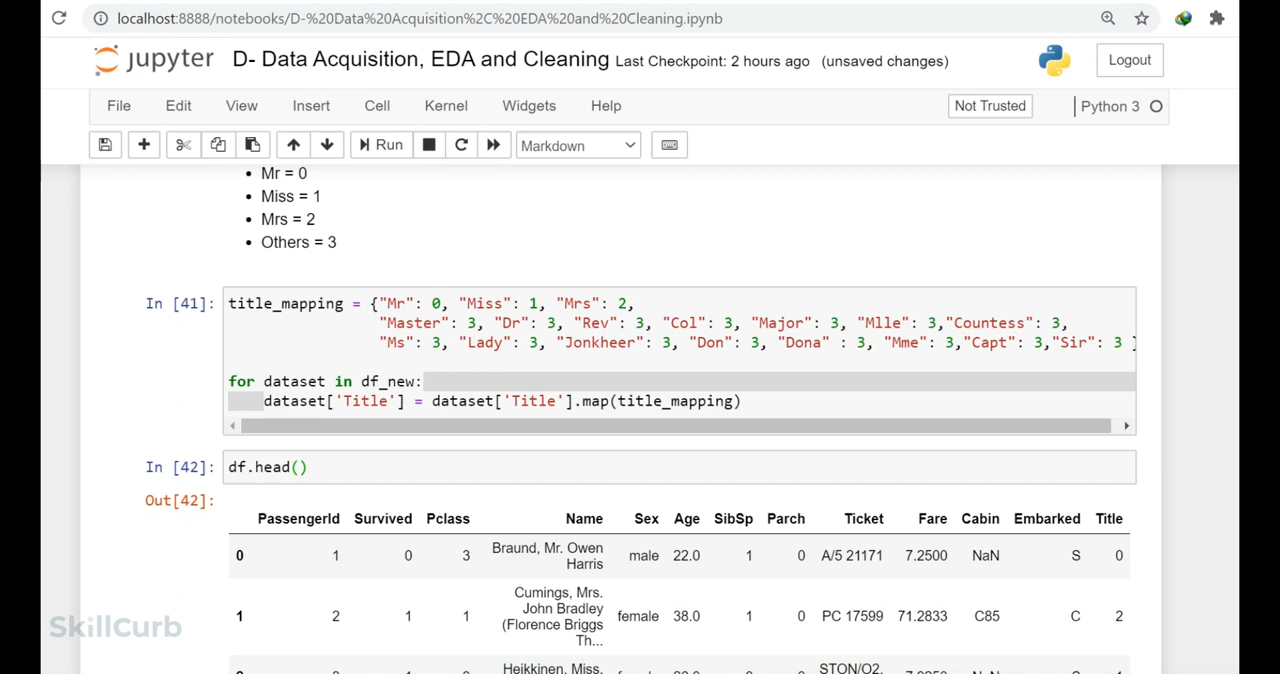 localhost:8888/notebooks/D-%20Data%20Acquisition%2C%20EDA%20and%20Cleaning.ipynb
jupyter D- Data Acquisition, EDA and Cleaning Last Checkpoint: 2 hours ago (unsaved changes) Logout
File Edit View Insert Cell Kernel Widgets Help Not Trusted Python 3
Run Markdown
• Mr = 0
• Miss = 1
• Mrs = 2
• Others = 3
In [41]: title_mapping = {"Mr": 0, "Miss": 1, "Mrs": 2,
"Master": 3, "Dr": 3, "Rev": 3, "Col": 3, "Major": 3, "Mlle": 3,"Countess": 3,
"Ms": 3, "Lady": 3, "Jonkheer": 3, "Don": 3, "Dona" : 3, "Mme": 3,"Capt": 3,"Sir": 3
for dataset in df_new:
dataset['Title'] = dataset['Title'].map(title_mapping)
In [42]: df.head()
Out[42]:
PassengerId Survived Pclass Name Sex Age SibSp Parch Ticket Fare Cabin Embarked Title
0 1 0 3 Braund, Mr. Owen Harris male 22.0 1 0 A/5 21171 7.2500 NaN S 0
1 2 1 1 Cumings, Mrs. John Bradley (Florence Briggs Th... female 38.0 1 0 PC 17599 71.2833 C85 C 2
Heikkinen, Miss. STON/O2.
SkillCurb